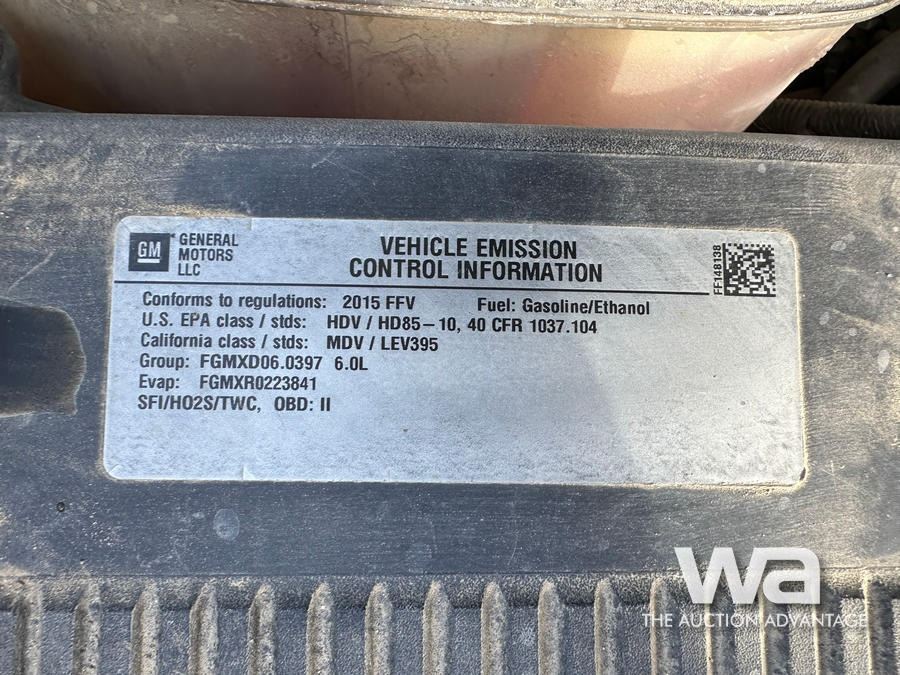 GM
GENERAL
MOTORS
LLC
VEHICLE EMISSION
CONTROL INFORMATION
FF148138
Conforms to regulations: 2015 FFV Fuel: Gasoline/Ethanol
U.S. EPA class / stds: HDV / HD85-10, 40 CFR 1037.104
California class / stds: MDV / LEV395
Group: FGMXD06.0397 6.0L
Evap: FGMXR0223841
SFI/HO2S/TWC, OBD: II
wa
THE AUCTION ADVANTAGE